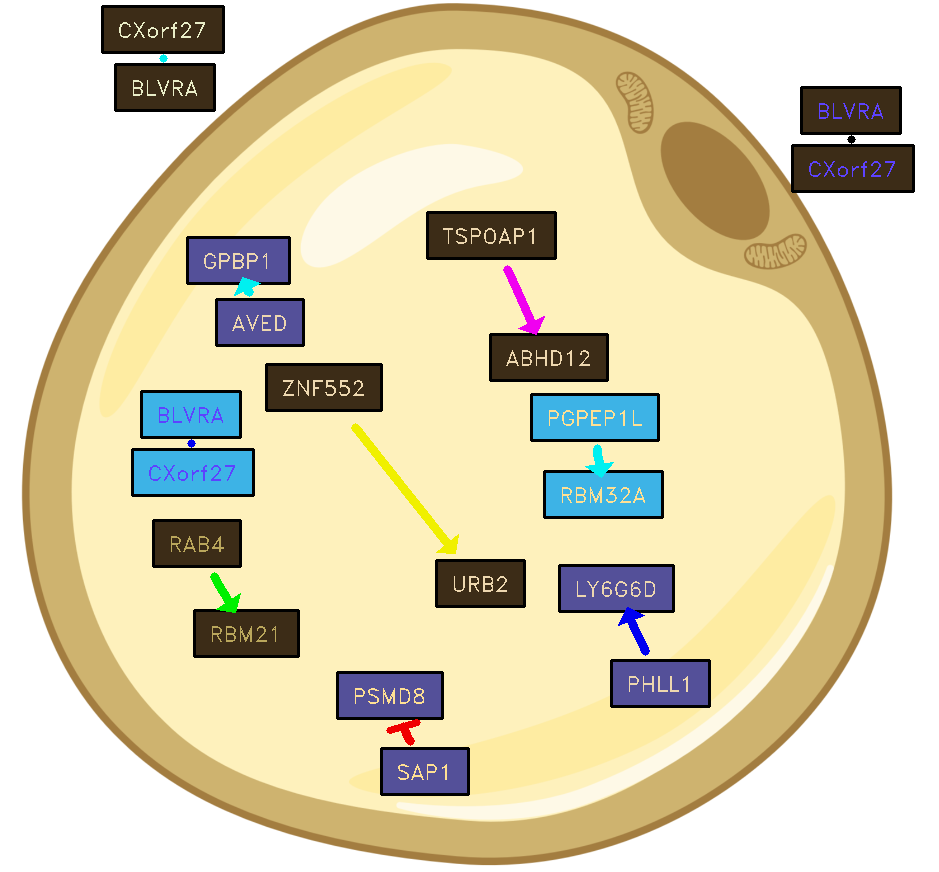 CXorf27
BLVRA
BLVRA
CXorf27
TSPOAP1
GPBP1
AVED
ABHD12
ZNF552
BLVRA
PGPEP1L
CXorf27
RBM32A
RAB4
URB2
LY6G6D
RBM21
PHLL1
PSMD8
SAP1